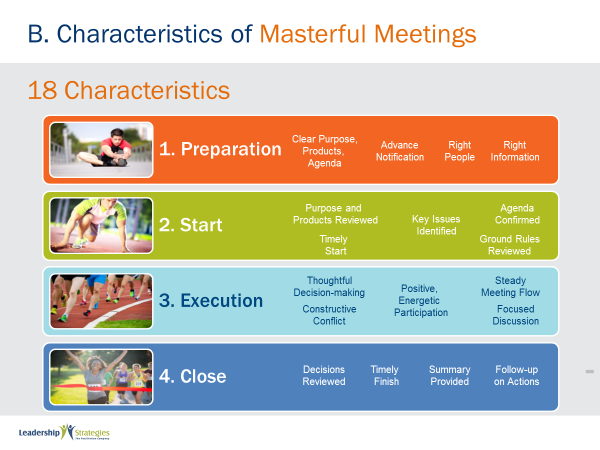 B. Characteristics of Masterful Meetings
18 Characteristics
1. Preparation
Clear Purpose,
Products,
Agenda
Advance
Notification
Right
People
Right
Information
2. Start
Purpose and
Products Reviewed
Timely
Start
Key Issues
Identified
Agenda
Confirmed
Ground Rules
Reviewed
3. Execution
Thoughtful
Decision-making
Constructive
Conflict
Positive,
Energetic
Participation
Steady
Meeting Flow
Focused
Discussion
4. Close
Decisions
Reviewed
Timely
Finish
Summary
Provided
Follow-up
on Actions
Leadership Strategies
The Facilitation Company